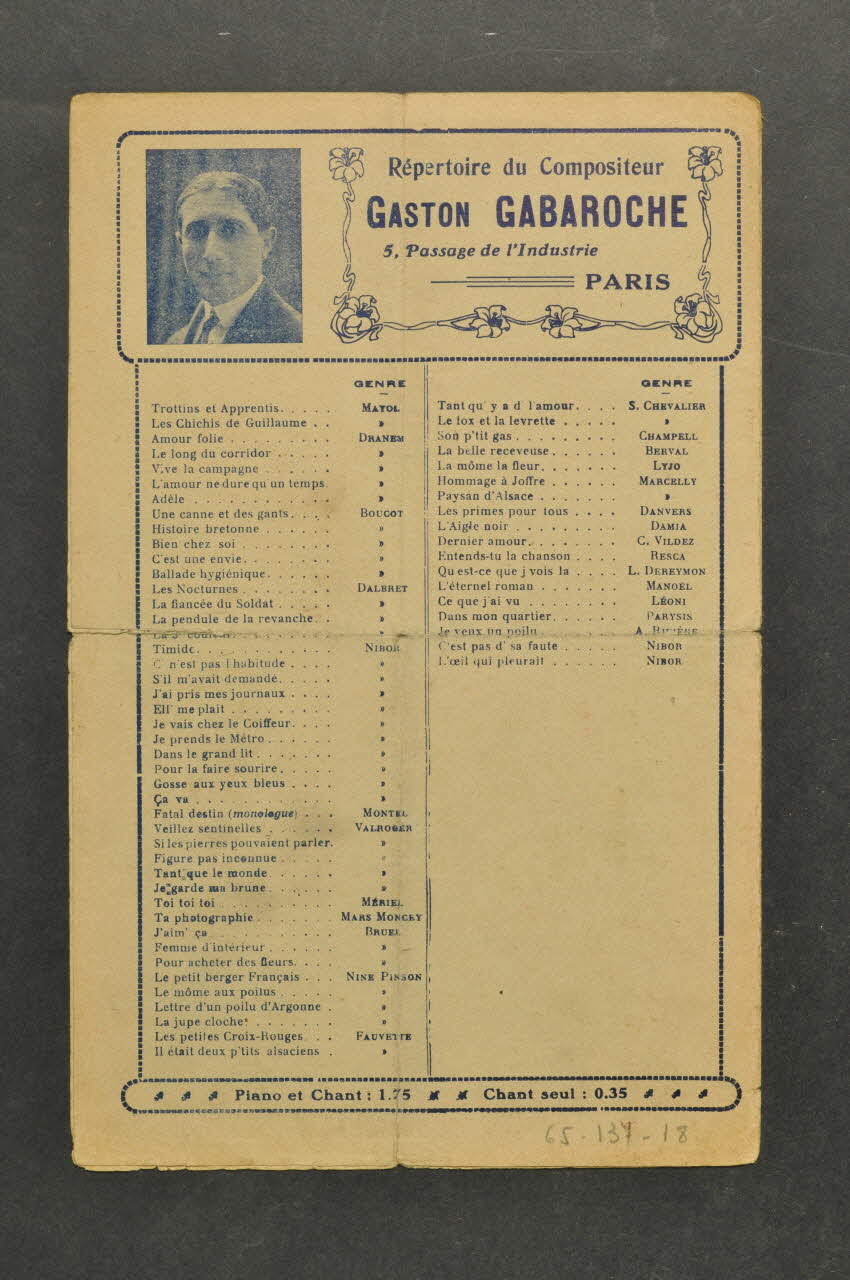 Répertoire du Compositeur
GASTON GABAROCHE
5, Passage de l'Industrie
PARIS
GENRE
Trottins et Apprentis. . . . . MAYOL
Les Chichis de Guillaume . . »
Amour folie . . . . . . . DRANEM
Le long du corridor . . . . . »
Vive la campagne . . . . . . »
L'amour ne dure qu un temps. »
Adèle . . . . . . . . . . »
Une canne et des gants. . . . BOUCOT
Histoire bretonne . . . . . . »
Bien chez soi . . . . . . . »
C'est une envie. . . . . . . »
Ballade hygiénique. . . . . . »
Les Nocturnes . . . . . . . DALBRET
La fiancée du Soldat . . . . . »
La pendule de la revanche. . . »
Timide. . . . . . . . . . NIBOR
C n'est pas l habitude . . . . »
S'il m'avait demandé. . . . . »
J'ai pris mes journaux . . . . »
Ell' me plait . . . . . . . . »
Je vais chez le Coiffeur. . . . »
Je prends le Métro . . . . . . »
Dans le grand lit . . . . . . . »
Pour la faire sourire. . . . . »
Gosse aux yeux bleus . . . . »
Ça va . . . . . . . . . . »
Fatal destin (monologue) . . . MONTEL
Veillez sentinelles . . . . . . VALROGER
Si les pierres pouvaient parler. »
Figure pas inconnue . . . . . »
Tant que le monde. . . . . . »
Je garde ma brune. . . . . . »
Toi toi toi . . . . . . . . . MÉRIEL
Ta photographie . . . . . . . MARS MONCEY
J'aim' ça . . . . . . . . . BRUEL
Femme d'intérieur . . . . . . »
Pour acheter des fleurs. . . . »
Le petit berger Français . . . NINE PINSON
Le môme aux poilus . . . . . »
Lettre d'un poilu d'Argonne . »
La jupe cloche . . . . . . . »
Les petites Croix-Rouges. . . FAUVETTE
Il était deux p'tits alsaciens . »
GENRE
Tant qu' y a d' l'amour. . . . S. CHEVALIER
Le fox et la levrette . . . . . »
Son p'tit gas . . . . . . . . . CHAMPELL
La belle receveuse . . . . . . BERVAL
La môme la fleur. . . . . . . LYJO
Hommage à Joffre . . . . . . MARCELLY
Paysan d'Alsace . . . . . . . »
Les primes pour tous . . . . DANVERS
L'Aigle noir . . . . . . . . . DAMIA
Dernier amour. . . . . . . . C. VILDEZ
Entends-tu la chanson . . . . RESCA
Qu est-ce que j vois la . . . . L. DEREYMON
L'éternel roman . . . . . . . MANOEL
Ce que j'ai vu . . . . . . . . LÉONI
Dans mon quartier. . . . . . PARYSIS
Je veux un poilu . . . . . . . A.
C'est pas d' sa faute . . . . . NIBOR
L'œil qui pleurait . . . . . . NIBOR
Piano et Chant : 1.75 Chant seul : 0.35
65-137-18